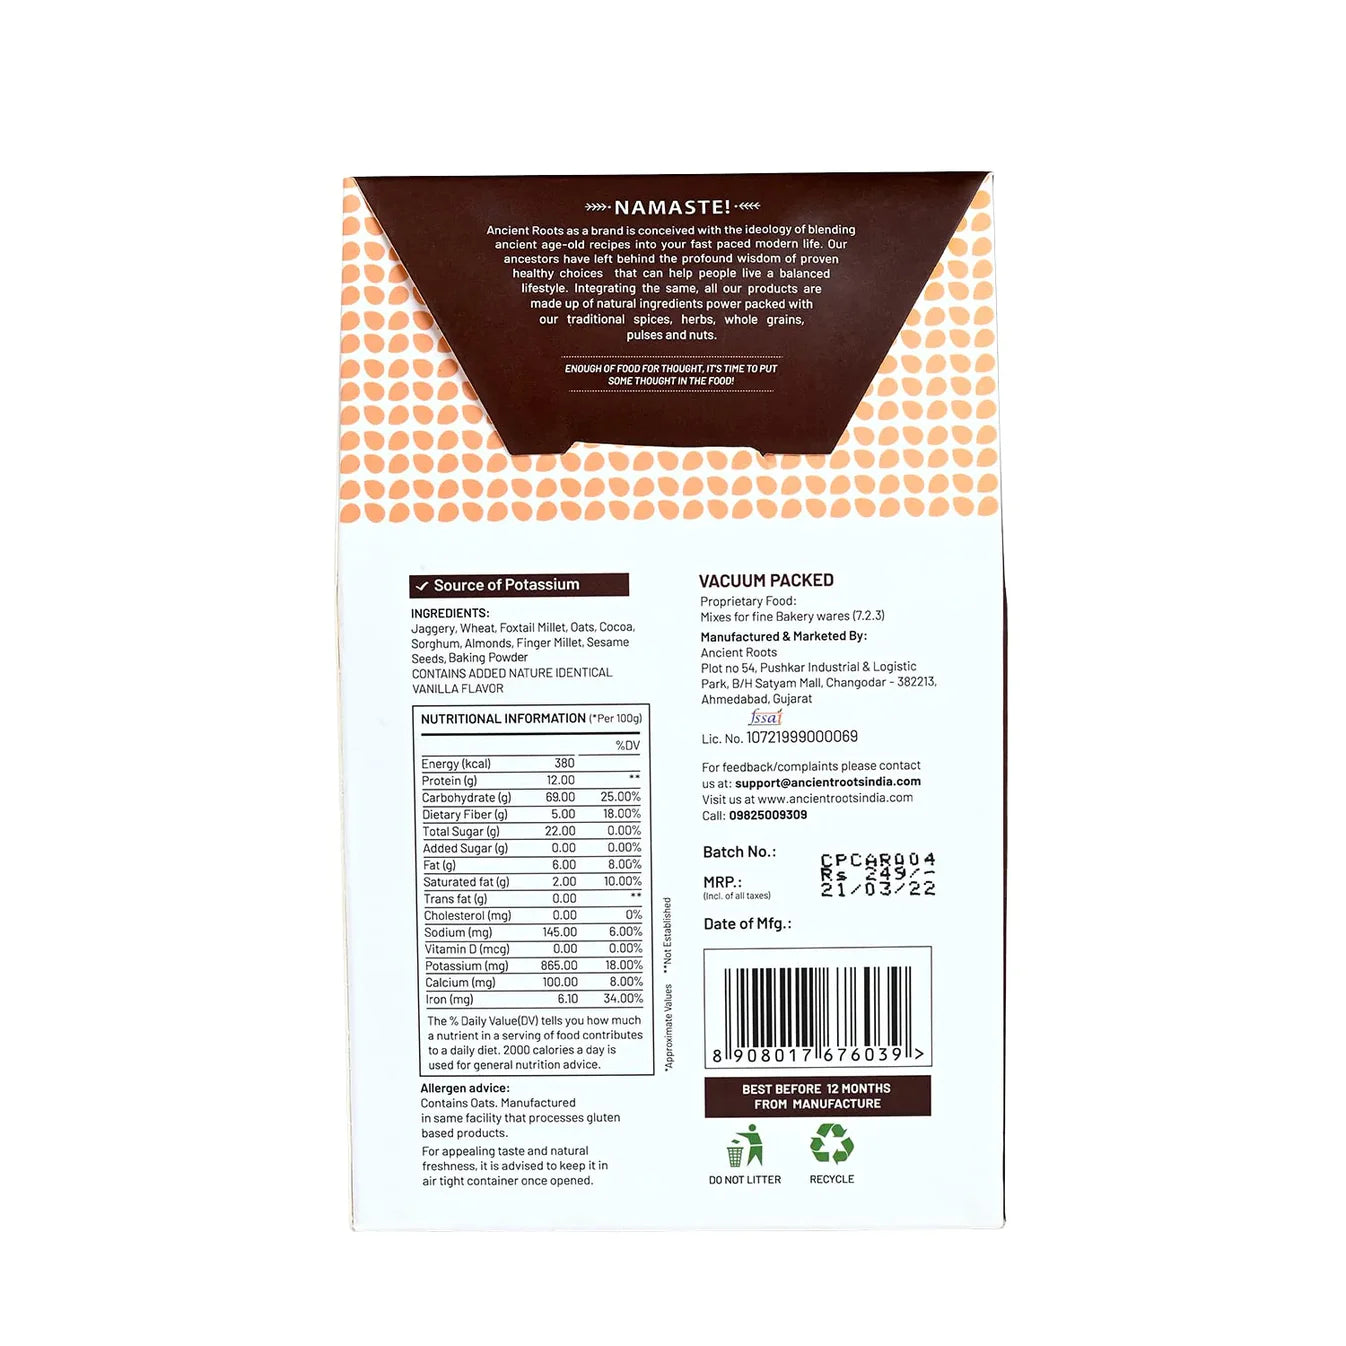 NAMASTE!
Ancient Roots as a brand is conceived with the ideology of blending
ancient age-old recipes into your fast paced modern life. Our
ancestors have left behind the profound wisdom of proven
healthy choices that can help people live a balanced
lifestyle. Integrating the same, all our products are
made up of natural ingredients power packed with
our traditional spices, herbs, whole grains,
pulses and nuts.
ENOUGH OF FOOD FOR THOUGHT, IT'S TIME TO PUT
SOME THOUGHT IN THE FOOD!
✓ Source of Potassium
INGREDIENTS:
Jaggery, Wheat, Foxtail Millet, Oats, Cocoa,
Sorghum, Almonds, Finger Millet, Sesame
Seeds, Baking Powder
CONTAINS ADDED NATURE IDENTICAL
VANILLA FLAVOR
NUTRITIONAL INFORMATION (*Per 100g)
%DV
Energy (kcal) 380
Protein (g) 12.00 **
Carbohydrate (g) 69.00 25.00%
Dietary Fiber (g) 5.00 18.00%
Total Sugar (g) 22.00 0.00%
Added Sugar (g) 0.00 0.00%
Fat (g) 6.00 8.00%
Saturated fat (g) 2.00 10.00%
Trans fat (g) 0.00 **
Cholesterol (mg) 0.00 0%
Sodium (mg) 145.00 6.00%
Vitamin D (mcg) 0.00 0.00%
Potassium (mg) 865.00 18.00%
Calcium (mg) 100.00 8.00%
Iron (mg) 6.10 34.00%
The % Daily Value(DV) tells you how much
a nutrient in a serving of food contributes
to a daily diet. 2000 calories a day is
used for general nutrition advice.
*Approximate Values **Not Established
Allergen advice:
Contains Oats. Manufactured
in same facility that processes gluten
based products.
For appealing taste and natural
freshness, it is advised to keep it in
air tight container once opened.
VACUUM PACKED
Proprietary Food:
Mixes for fine Bakery wares (7.2.3)
Manufactured & Marketed By:
Ancient Roots
Plot no 54, Pushkar Industrial & Logistic
Park, B/H Satyam Mall, Changodar - 382213,
Ahmedabad, Gujarat
fssai
Lic. No. 10721999000069
For feedback/complaints please contact
us at: support@ancientrootsindia.com
Visit us at www.ancientrootsindia.com
Call: 09825009309
Batch No.: CPCAR004
MRP.: Rs 249/-
(Incl. of all taxes)
21/03/22
Date of Mfg.:
8 908017 676039 >
BEST BEFORE 12 MONTHS
FROM MANUFACTURE
DO NOT LITTER
RECYCLE